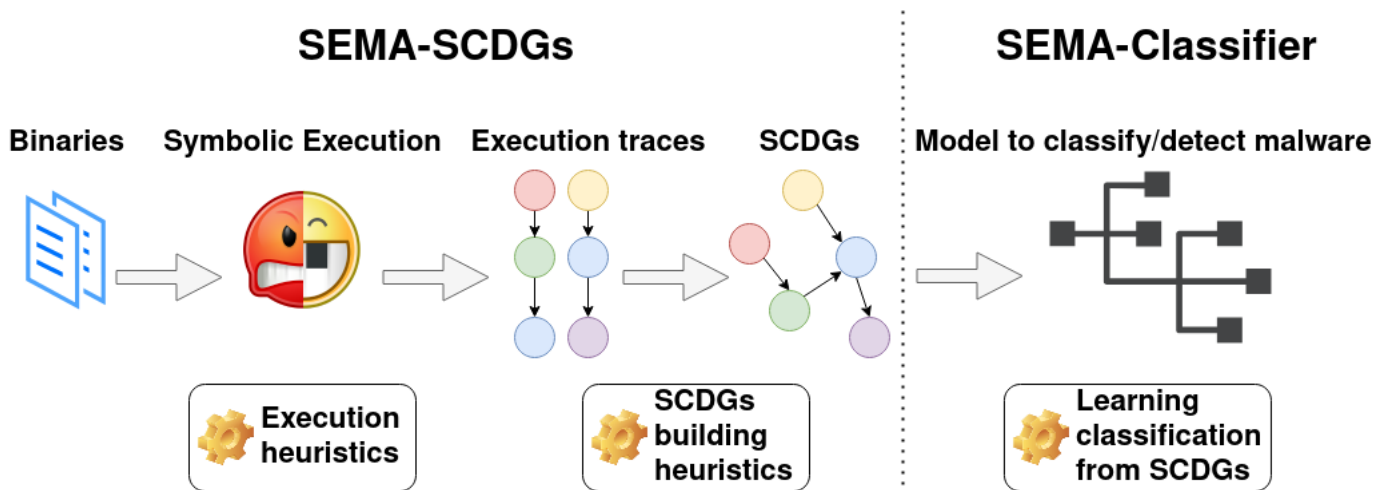 SEMA-SCDGs
SEMA-Classifier
Binaries
Symbolic Execution
Execution traces
SCDGs
Model to classify/detect malware
Execution
heuristics
SCDGs
building
heuristics
Learning
classification
from SCDGs